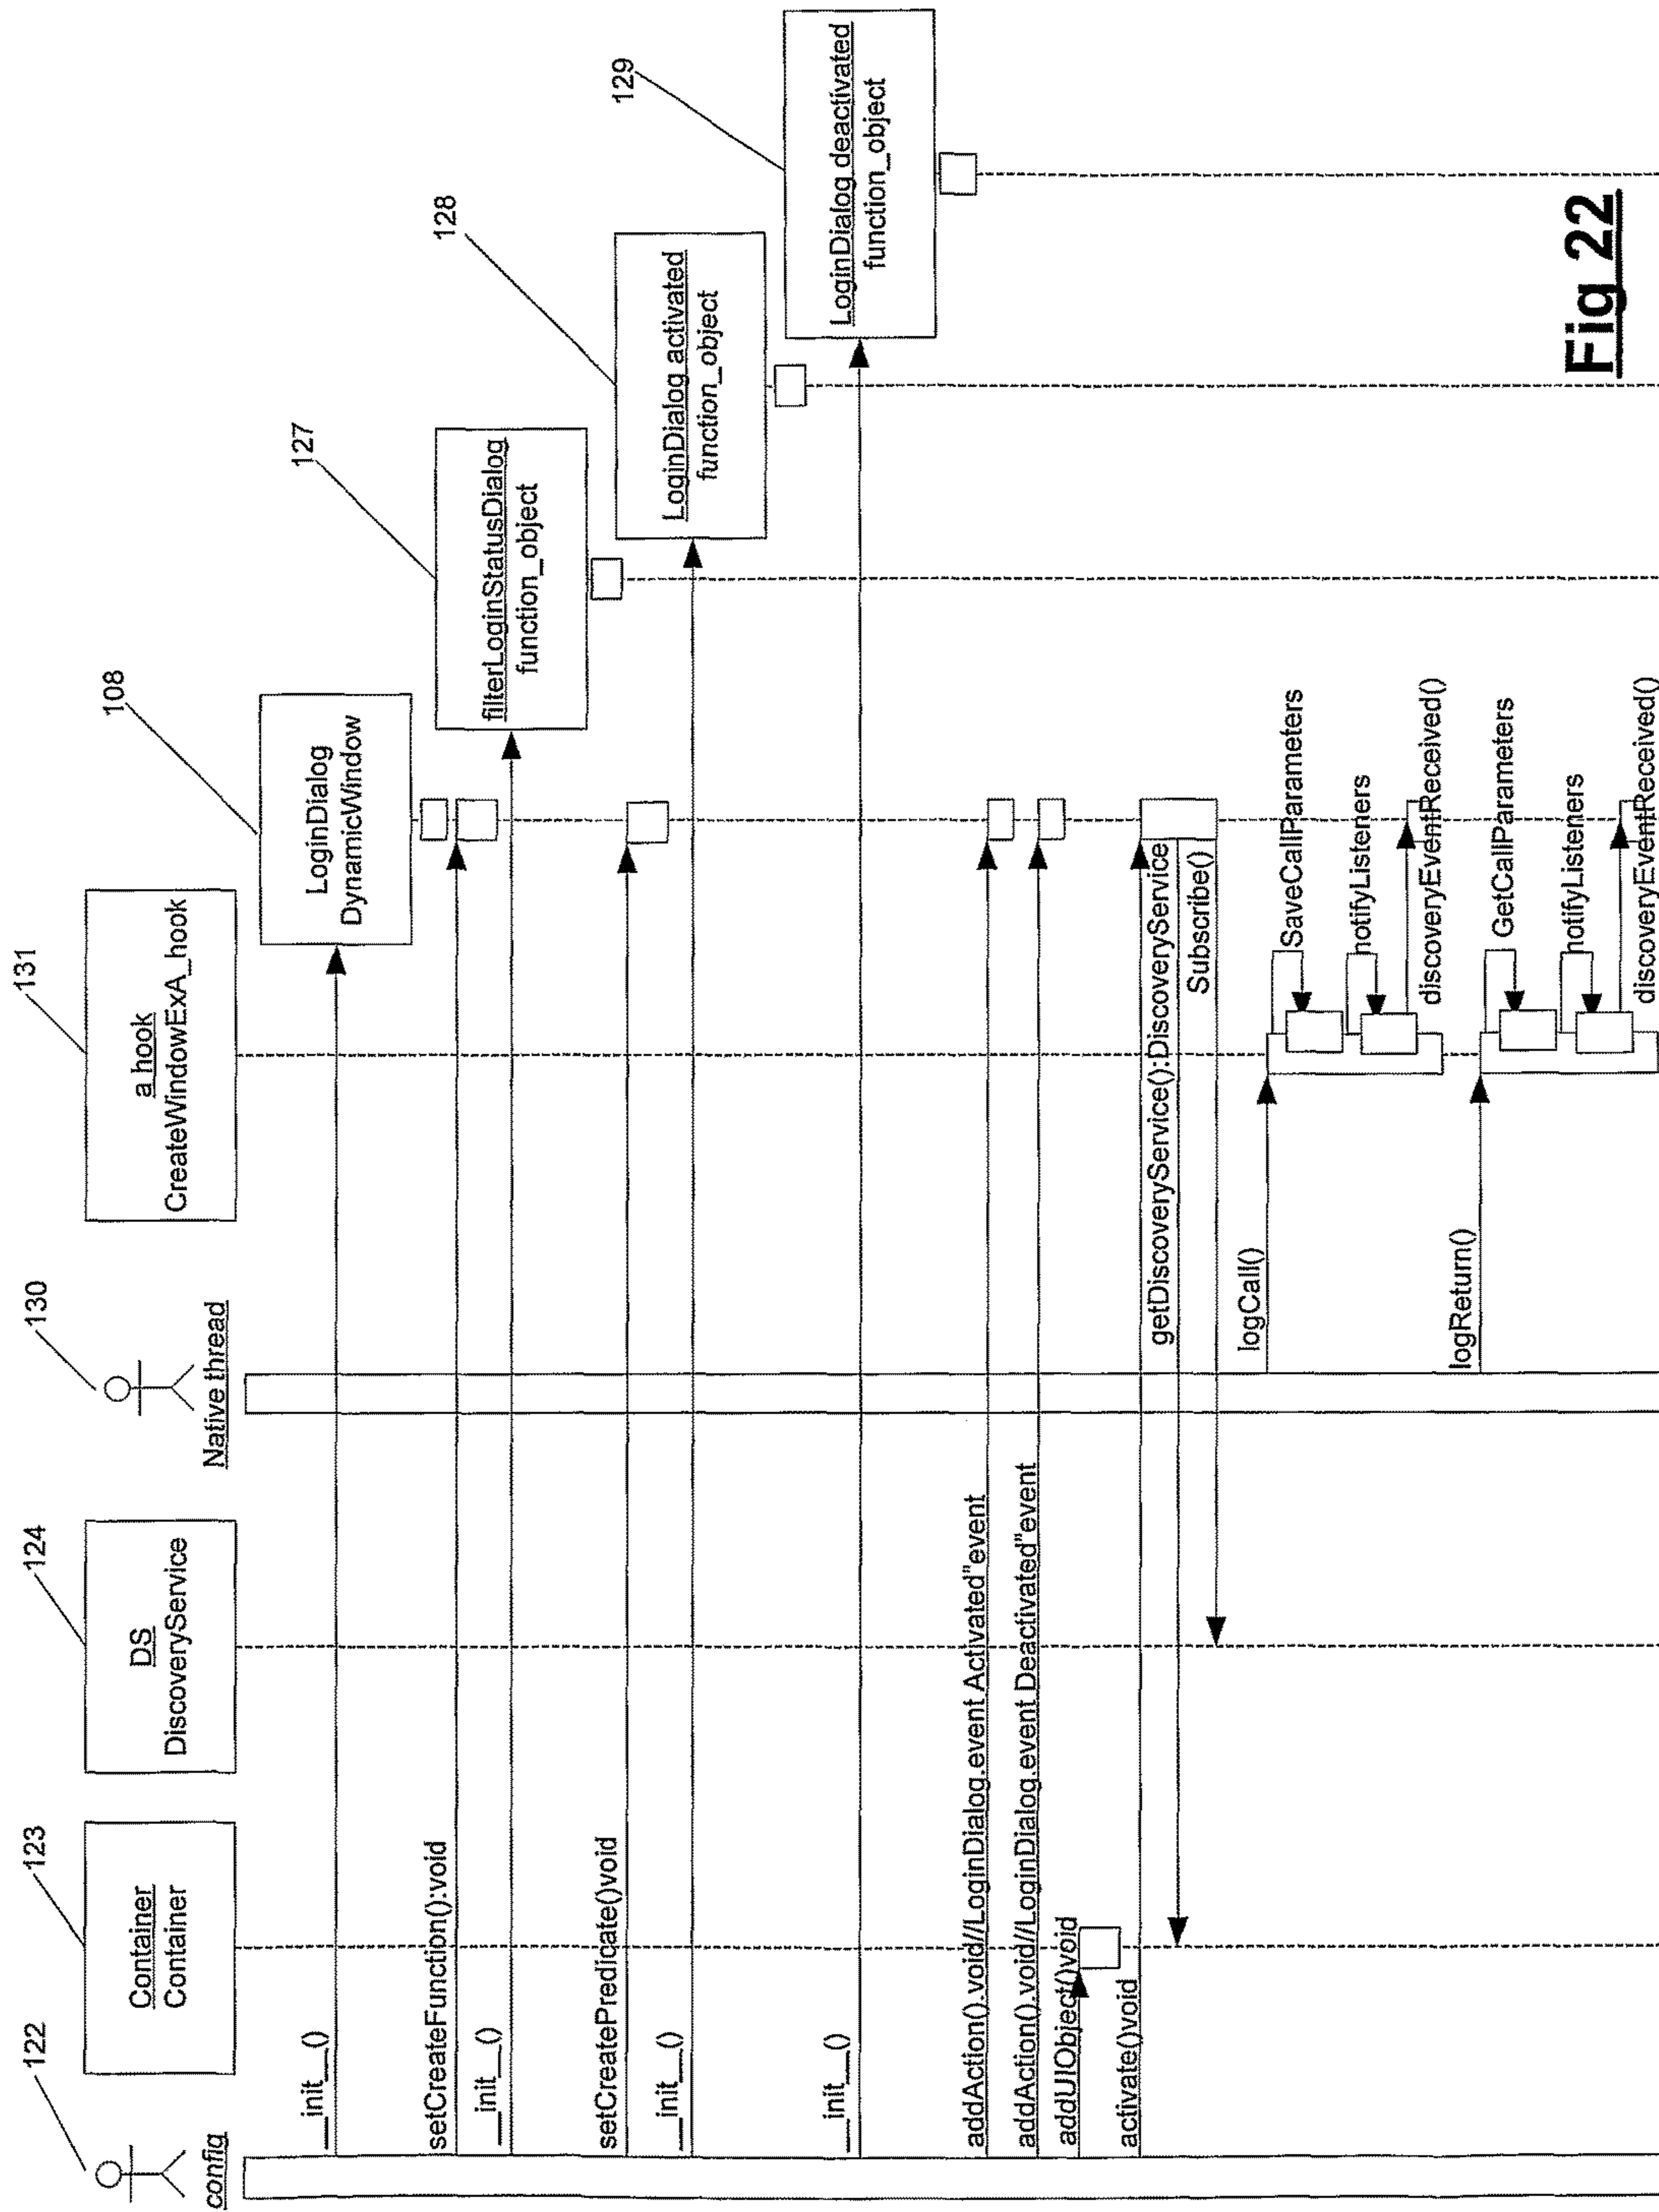 122
config
123
Container
Container
124
DS
DiscoveryService
130
Native thread
131
a hook
CreateWindowExA_hook
108
LoginDialog
DynamicWindow
127
filterLoginStatusDialog
function_object
128
LoginDialog activated
function_object
129
LoginDialog deactivated
function_object
__init__()
setCreateFunction():void
__init__()
setCreatePredicate()void
__init__()
__init__()
addAction().void//LoginDialog.event Activated"event
addAction().void//LoginDialog.event Deactivated"event
addUIObject()void
activate()void
getDiscoveryService():DiscoveryService
Subscribe()
logCall()
SaveCallParameters
notifyListeners
discoveryEventReceived()
logReturn()
GetCallParameters
notifyListeners
discoveryEventReceived()
Fig 22